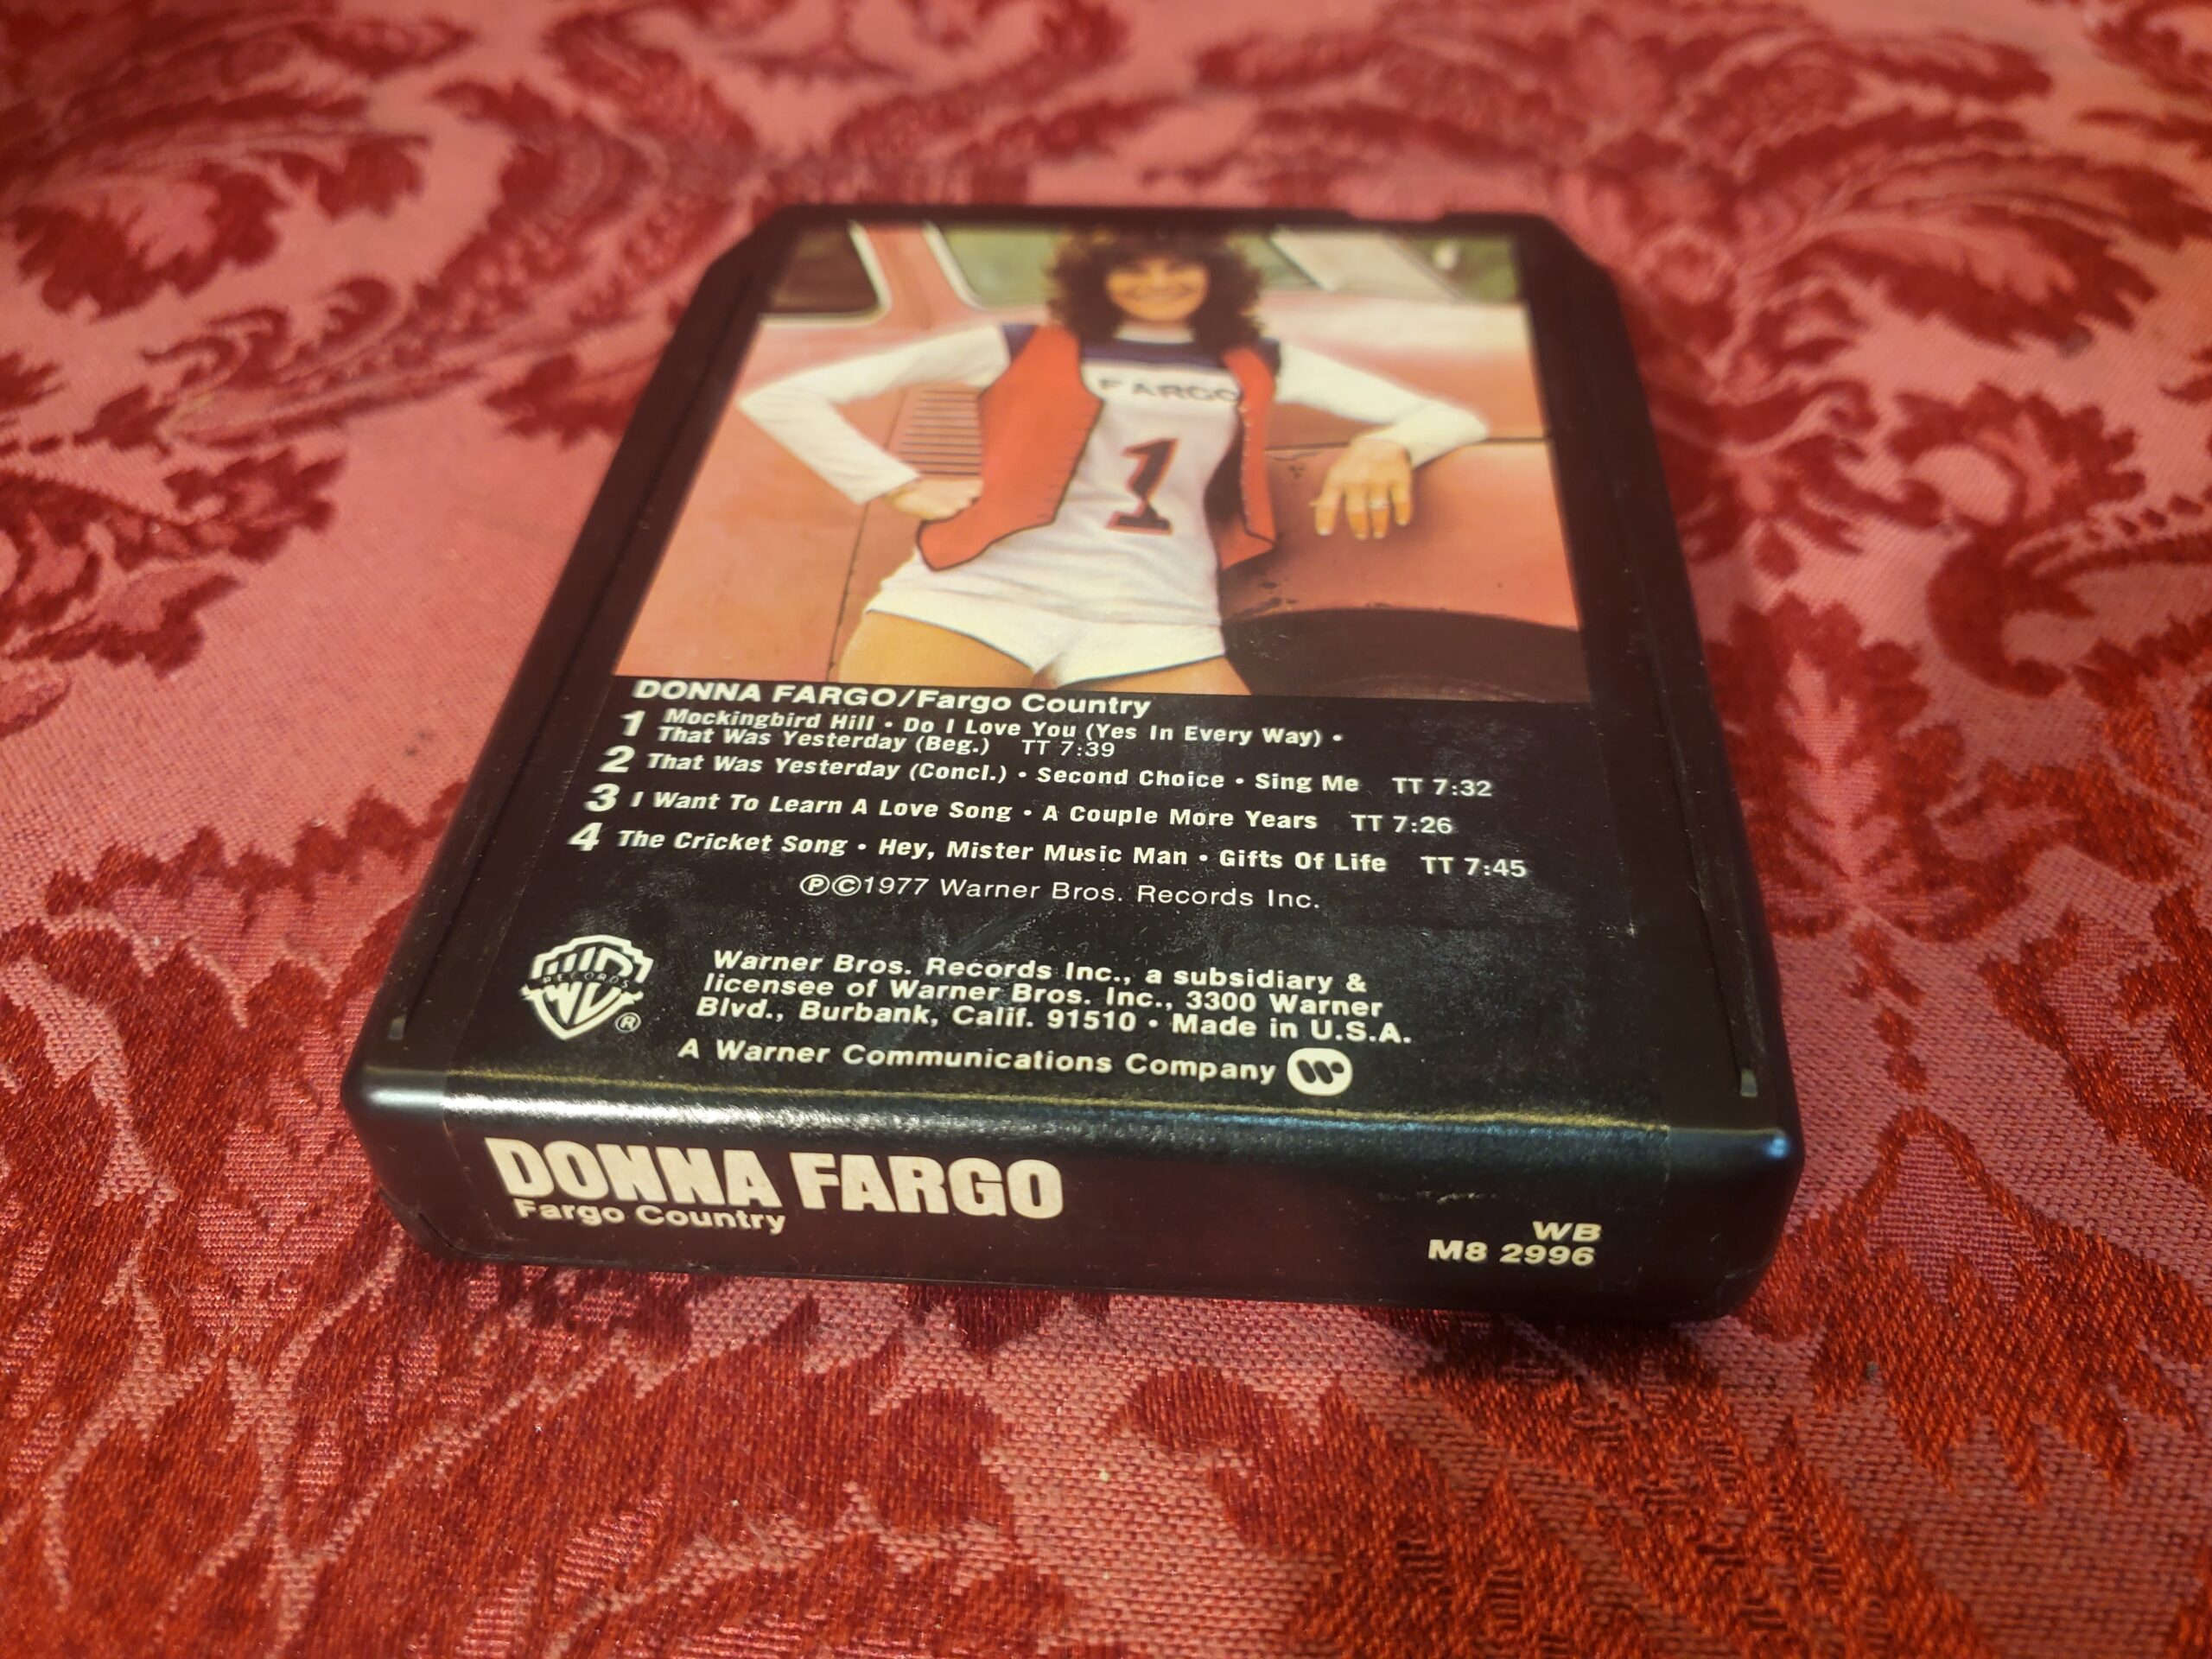 FARGO
1
DONNA FARGO/Fargo Country
1 Mockingbird Hill • Do I Love You (Yes In Every Way) •
That Was Yesterday (Beg.) TT 7:39
2 That Was Yesterday (Concl.) • Second Choice • Sing Me TT 7:32
3 I Want To Learn A Love Song • A Couple More Years TT 7:26
4 The Cricket Song • Hey, Mister Music Man • Gifts Of Life TT 7:45
℗©1977 Warner Bros. Records Inc.
WB
RECORDS
®
Warner Bros. Records Inc., a subsidiary &
licensee of Warner Bros. Inc., 3300 Warner
Blvd., Burbank, Calif. 91510 • Made in U.S.A.
A Warner Communications Company
DONNA FARGO
Fargo Country
WB
M8 2996